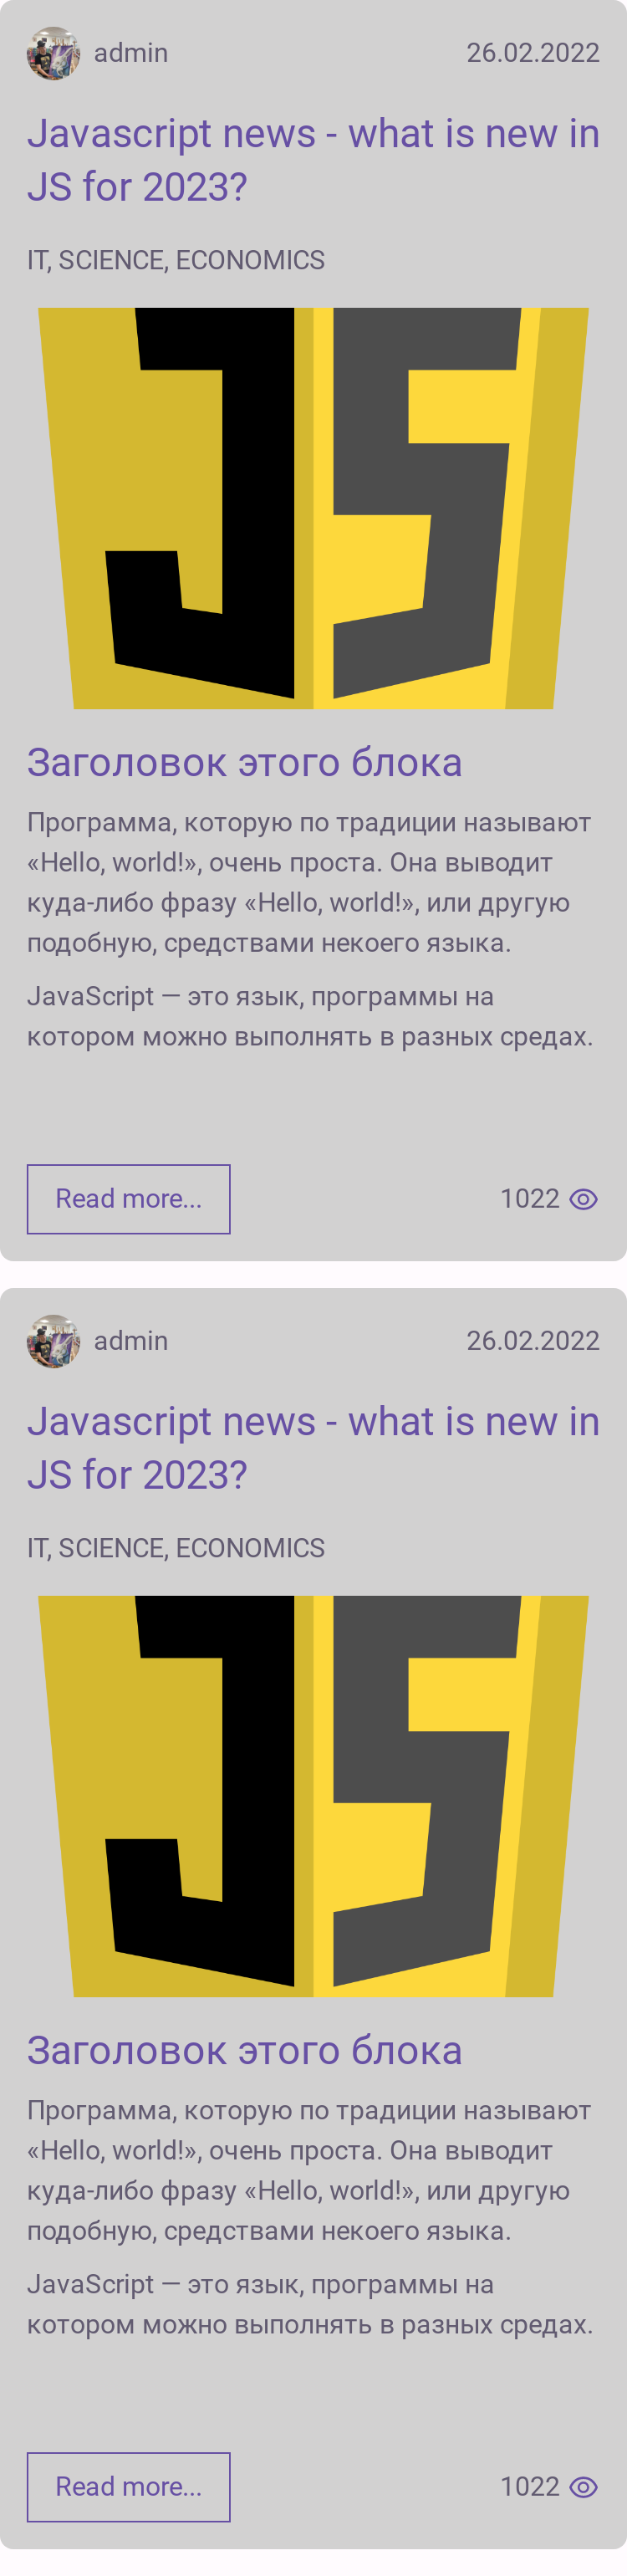 admin 26.02.2022
Javascript news - what is new in
JS for 2023?
IT, SCIENCE, ECONOMICS
JS
Заголовок этого блока
Программа, которую по традиции называют
«Hello, world!», очень проста. Она выводит
куда-либо фразу «Hello, world!», или другую
подобную, средствами некоего языка.
JavaScript — это язык, программы на
котором можно выполнять в разных средах.
Read more... 1022
admin 26.02.2022
Javascript news - what is new in
JS for 2023?
IT, SCIENCE, ECONOMICS
JS
Заголовок этого блока
Программа, которую по традиции называют
«Hello, world!», очень проста. Она выводит
куда-либо фразу «Hello, world!», или другую
подобную, средствами некоего языка.
JavaScript — это язык, программы на
котором можно выполнять в разных средах.
Read more... 1022